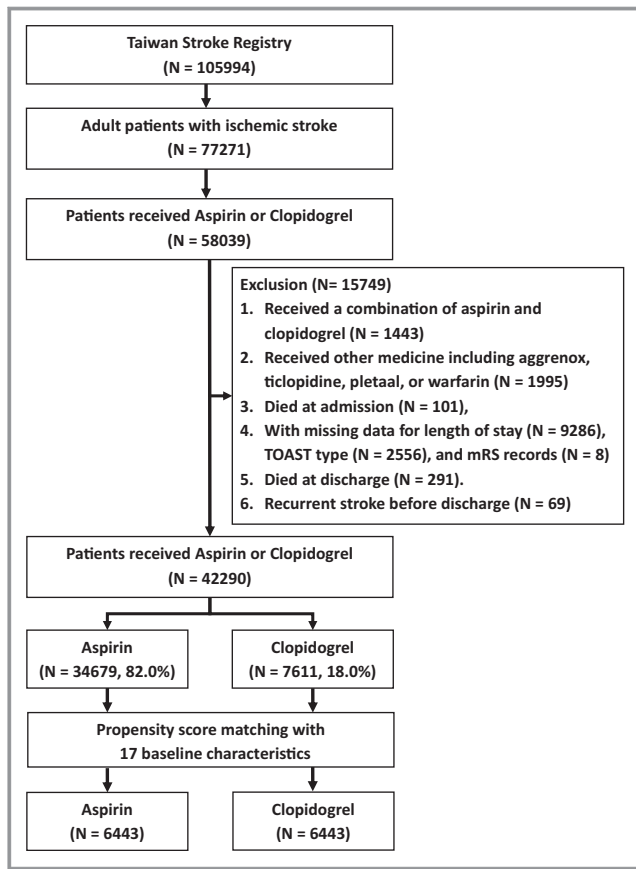 Taiwan Stroke Registry
(N = 105994)
Adult patients with ischemic stroke
(N = 77271)
Patients received Aspirin or Clopidogrel
(N = 58039)
Exclusion (N= 15749)
1. Received a combination of aspirin and
clopidogrel (N = 1443)
2. Received other medicine including aggrenox,
ticlopidine, pletaal, or warfarin (N = 1995)
3. Died at admission (N = 101),
4. With missing data for length of stay (N = 9286),
TOAST type (N = 2556), and mRS records (N = 8)
5. Died at discharge (N = 291).
6. Recurrent stroke before discharge (N = 69)
Patients received Aspirin or Clopidogrel
(N = 42290)
Aspirin
(N = 34679, 82.0%)
Clopidogrel
(N = 7611, 18.0%)
Propensity score matching with
17 baseline characteristics
Aspirin
(N = 6443)
Clopidogrel
(N = 6443)